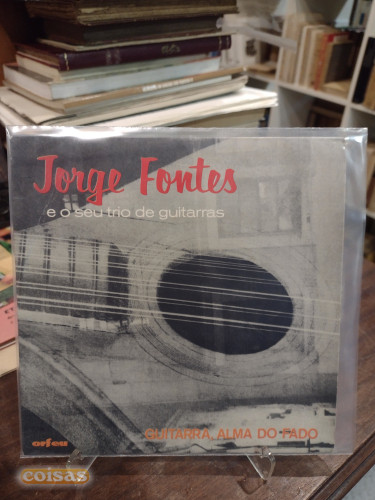 Jorge Fontes
e o seu trio de guitarras
GUITARRA, ALMA DO FADO
orfeu
coisas